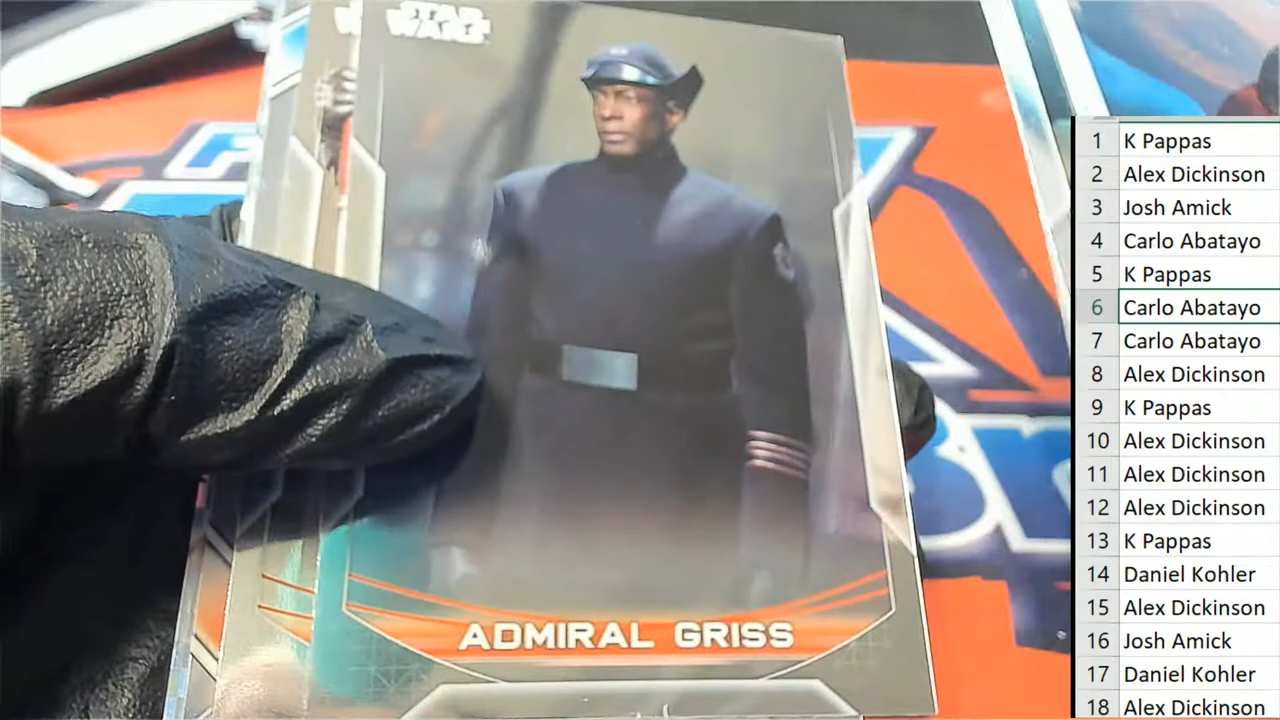 STAR
WARS
ADMIRAL GRISS
1 K Pappas
2 Alex Dickinson
3 Josh Amick
4 Carlo Abatayo
5 K Pappas
6 Carlo Abatayo
7 Carlo Abatayo
8 Alex Dickinson
9 K Pappas
10 Alex Dickinson
11 Alex Dickinson
12 Alex Dickinson
13 K Pappas
14 Daniel Kohler
15 Alex Dickinson
16 Josh Amick
17 Daniel Kohler
18 Alex Dickinson